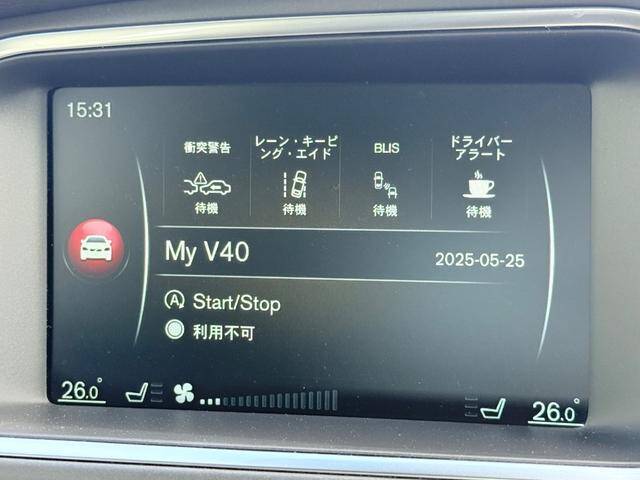 15:31
衝突警告
レーン・キーピ
ング・エイド
BLIS
ドライバー
アラート
待機
待機
待機
待機
My V40
2025-05-25
Start/Stop
利用不可
26.0°
26.0°